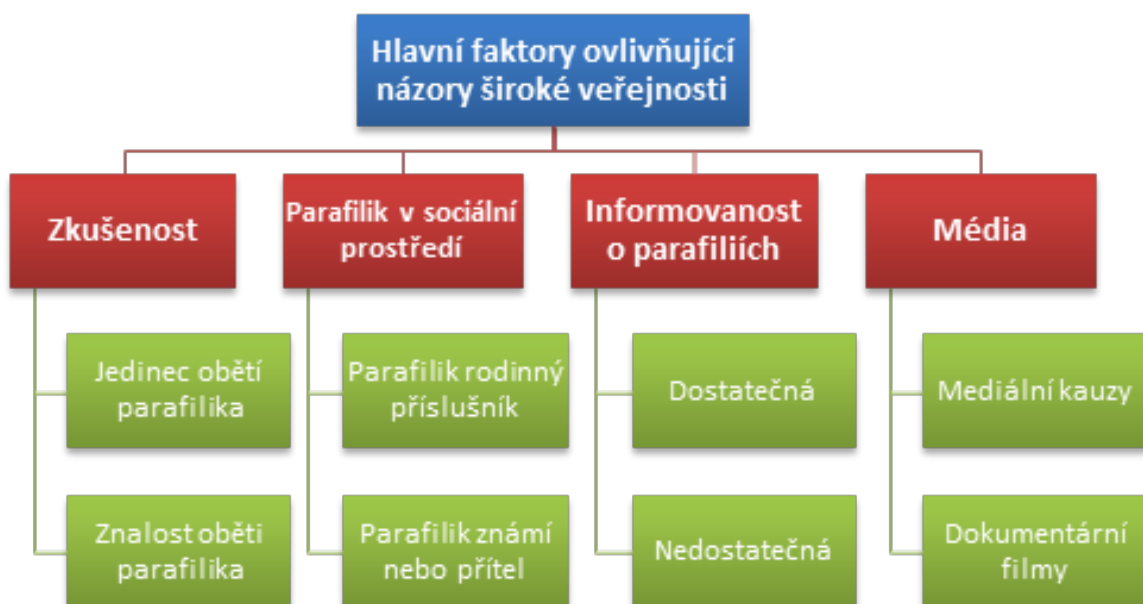 Hlavní faktory ovlivňující
názory široké veřejnosti
Zkušenost
Parafilik v sociální
prostředí
Informovanost
o parafiliích
Média
Jedinec obětí
parafilika
Parafilik rodinný
příslušník
Dostatečná
Mediální kauzy
Znalost oběti
parafilika
Parafilik známí
nebo přítel
Nedostatečná
Dokumentární
filmy